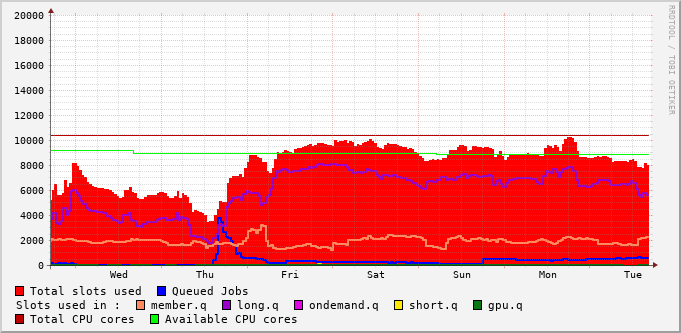 RRDTOOL / TOBI OETIKER
20000
18000
16000
14000
12000
10000
8000
6000
4000
2000
0
Wed Thu Fri Sat Sun Mon Tue
Total slots used Queued Jobs
Slots used in : member.q long.q ondemand.q short.q gpu.q
Total CPU cores Available CPU cores